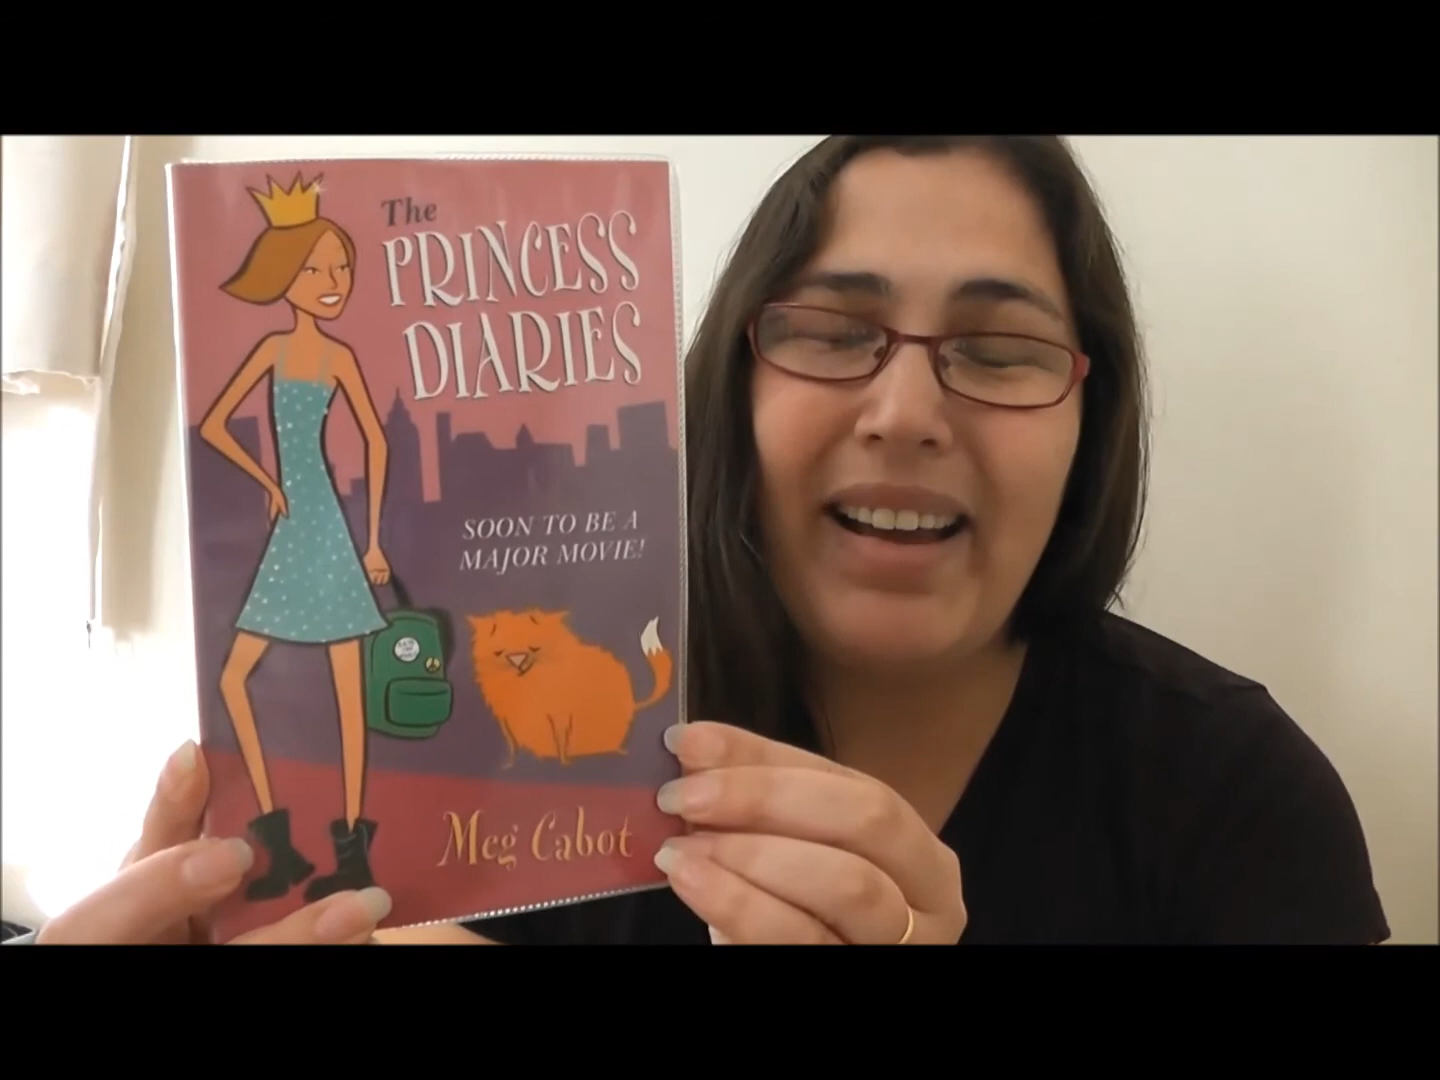 The
PRINCESS
DIARIES
SOON TO BE A
MAJOR MOVIE!
Meg Cabot